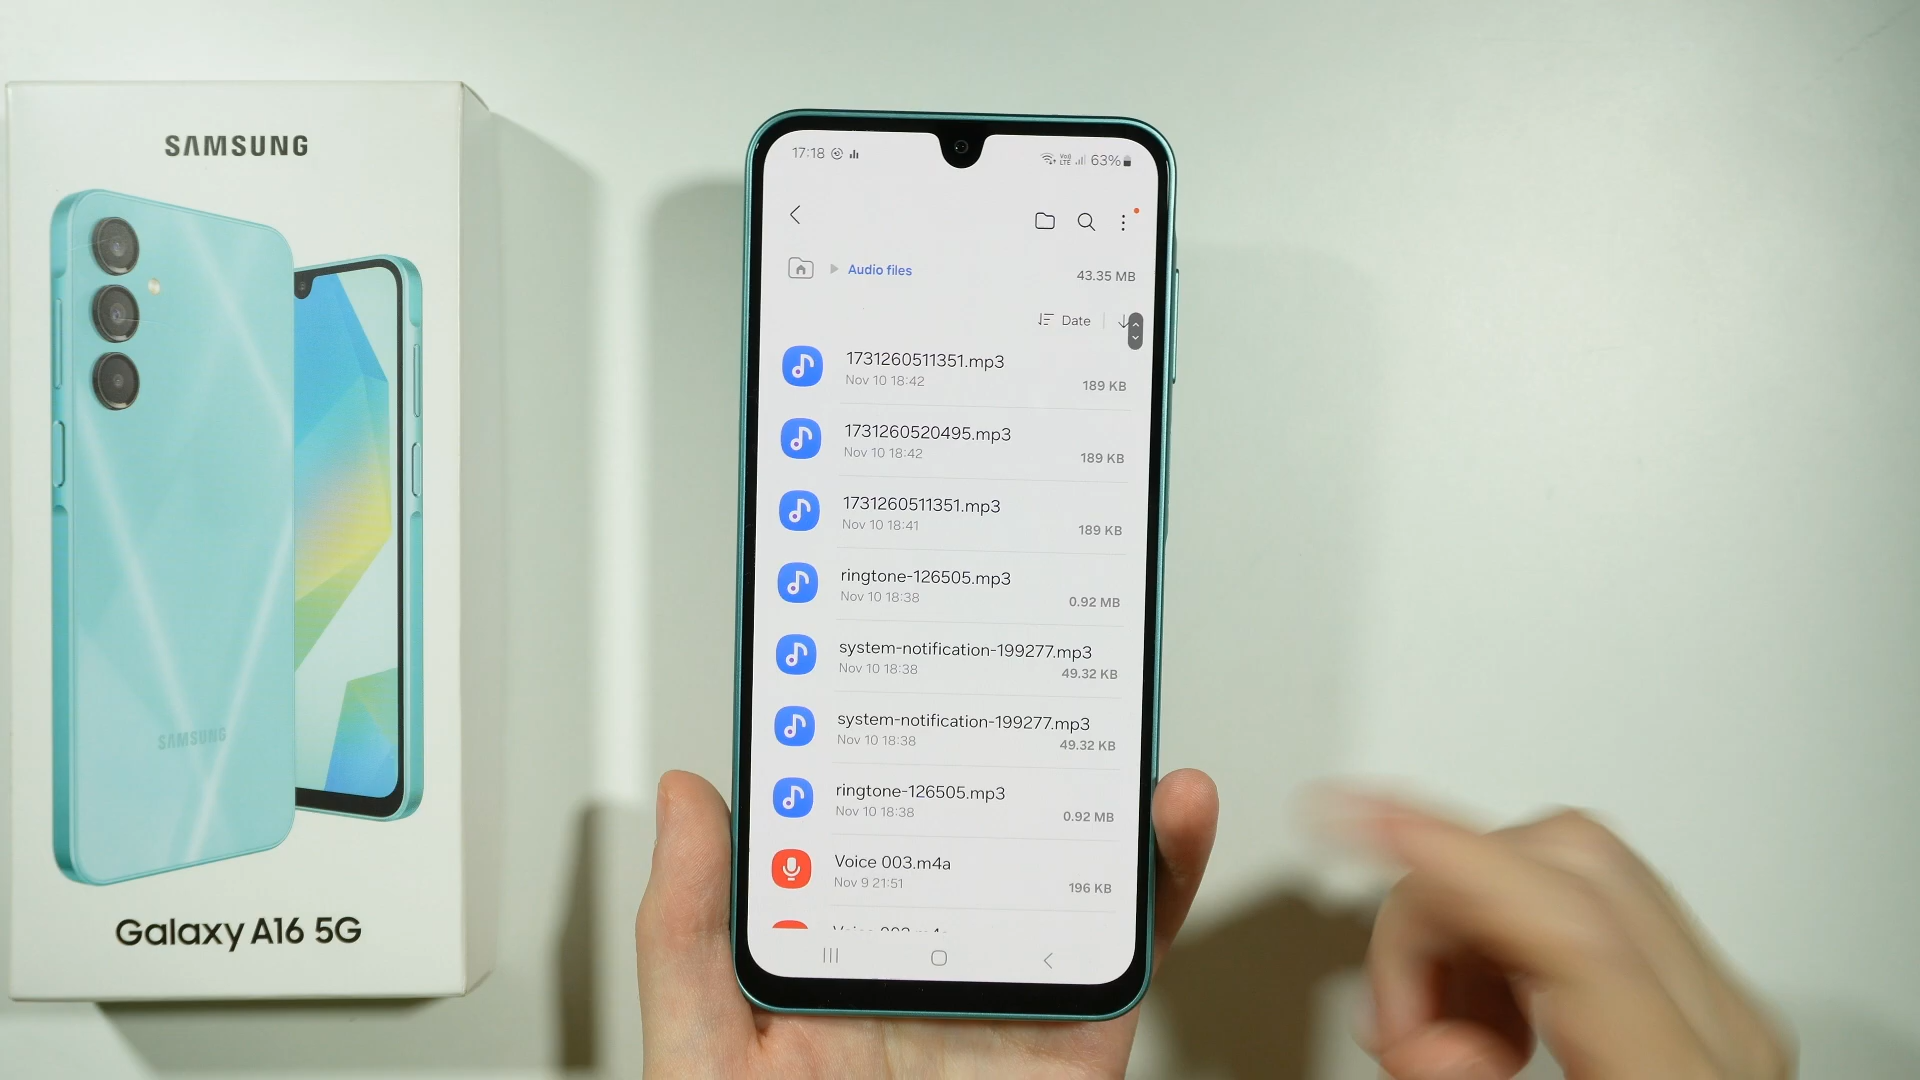 SAMSUNG
SAMSUNG
Galaxy A16 5G
17:18
63%
Audio files
43.35 MB
Date
1731260511351.mp3
Nov 10 18:42
189 KB
1731260520495.mp3
Nov 10 18:42
189 KB
1731260511351.mp3
Nov 10 18:41
189 KB
ringtone-126505.mp3
Nov 10 18:38
0.92 MB
system-notification-199277.mp3
Nov 10 18:38
49.32 KB
system-notification-199277.mp3
Nov 10 18:38
49.32 KB
ringtone-126505.mp3
Nov 10 18:38
0.92 MB
Voice 003.m4a
Nov 9 21:51
196 KB